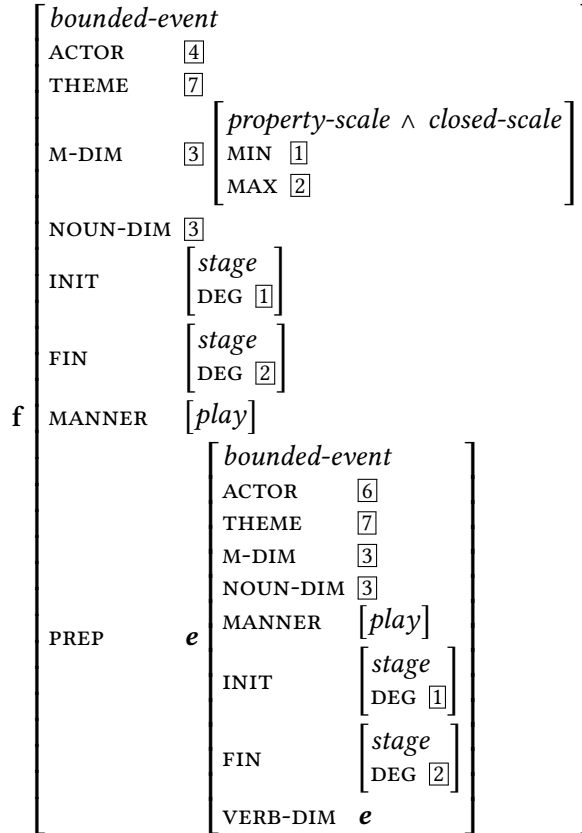 bounded-event
ACTOR 4
THEME 7
property-scale ∧ closed-scale
M-DIM 3 MIN 1
MAX 2
NOUN-DIM 3
stage
INIT
DEG 1
stage
FIN
DEG 2
f MANNER [play]
bounded-event
ACTOR 6
THEME 7
M-DIM 3
NOUN-DIM 3
MANNER [play]
PREP e
stage
INIT
DEG 1
stage
FIN
DEG 2
VERB-DIM e